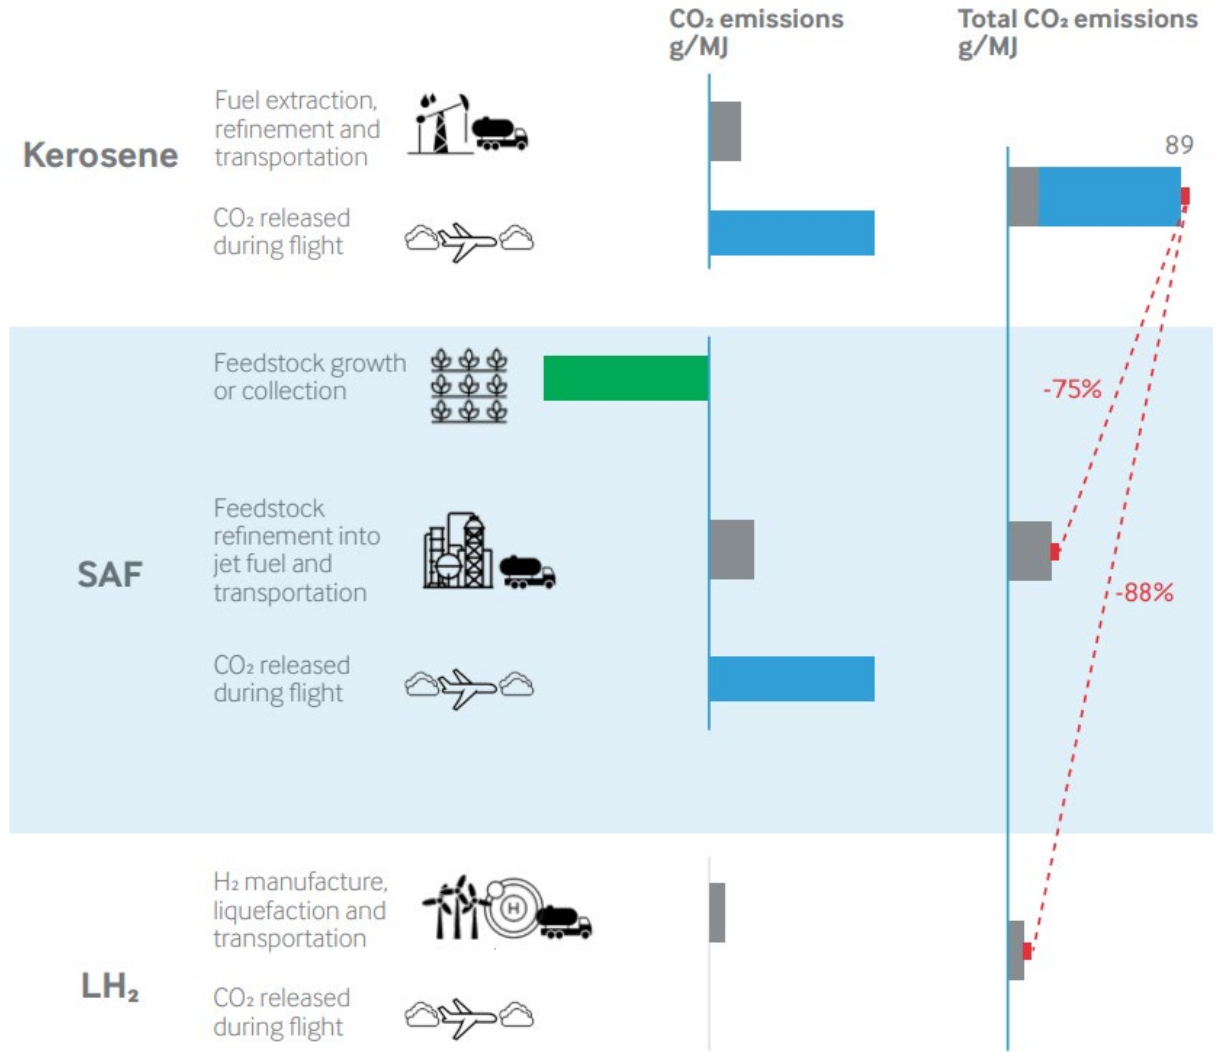 CO₂ emissions
g/MJ
Total CO₂ emissions
g/MJ
Kerosene
Fuel extraction,
refinement and
transportation
CO₂ released
during flight
89
SAF
Feedstock growth
or collection
Feedstock
refinement into
jet fuel and
transportation
CO₂ released
during flight
-75%
-88%
LH₂
H₂ manufacture,
liquefaction and
transportation
H
CO₂ released
during flight